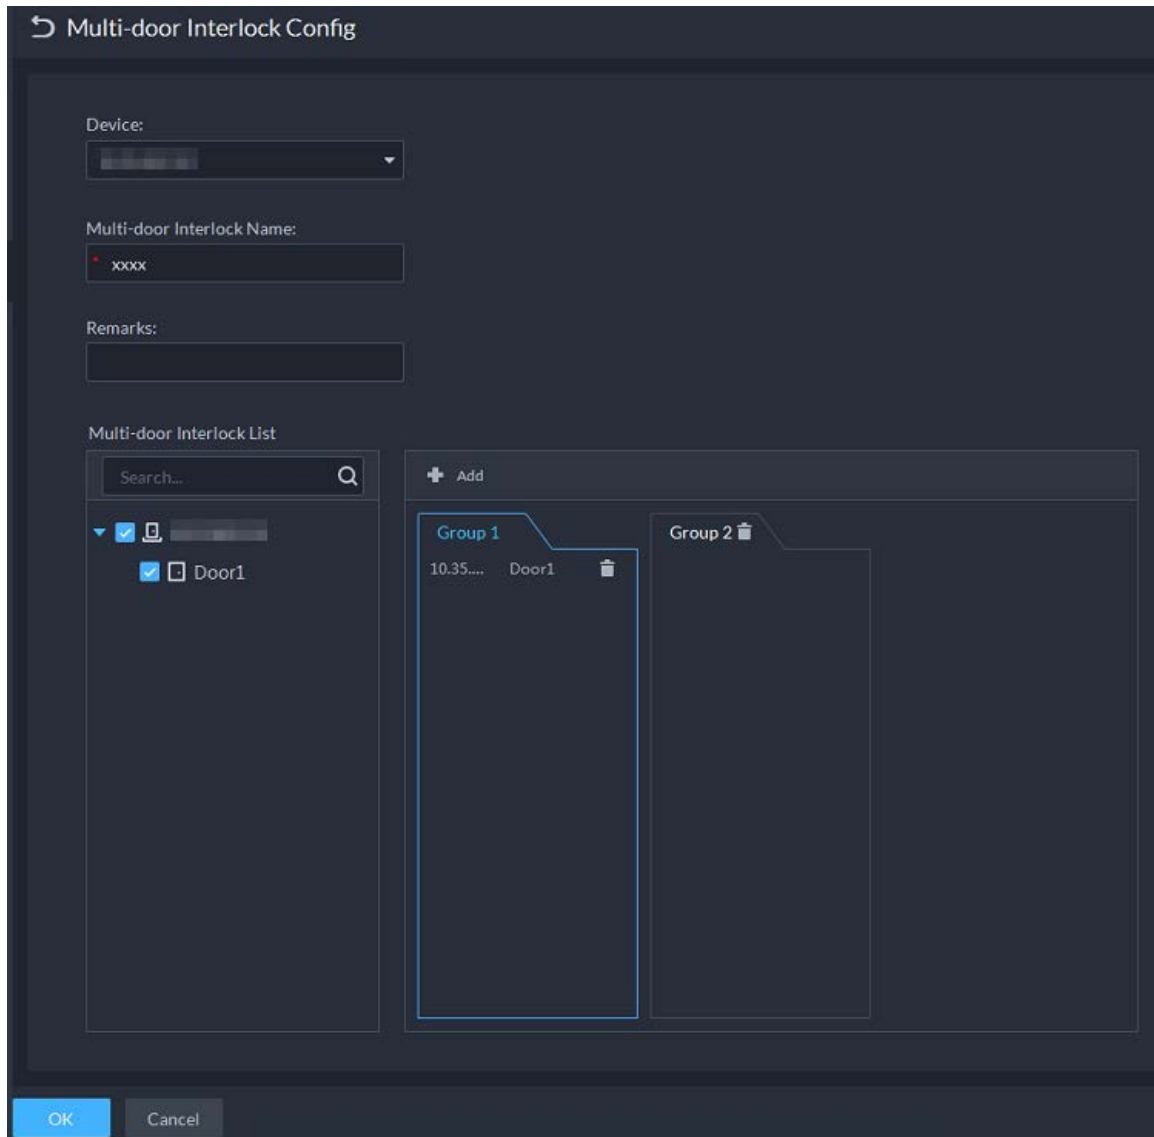 Multi-door Interlock Config
Device:
Multi-door Interlock Name:
* xxxx
Remarks:
Multi-door Interlock List
Search...
Add
Door1
Group 1
10.35.... Door1
Group 2
OK
Cancel